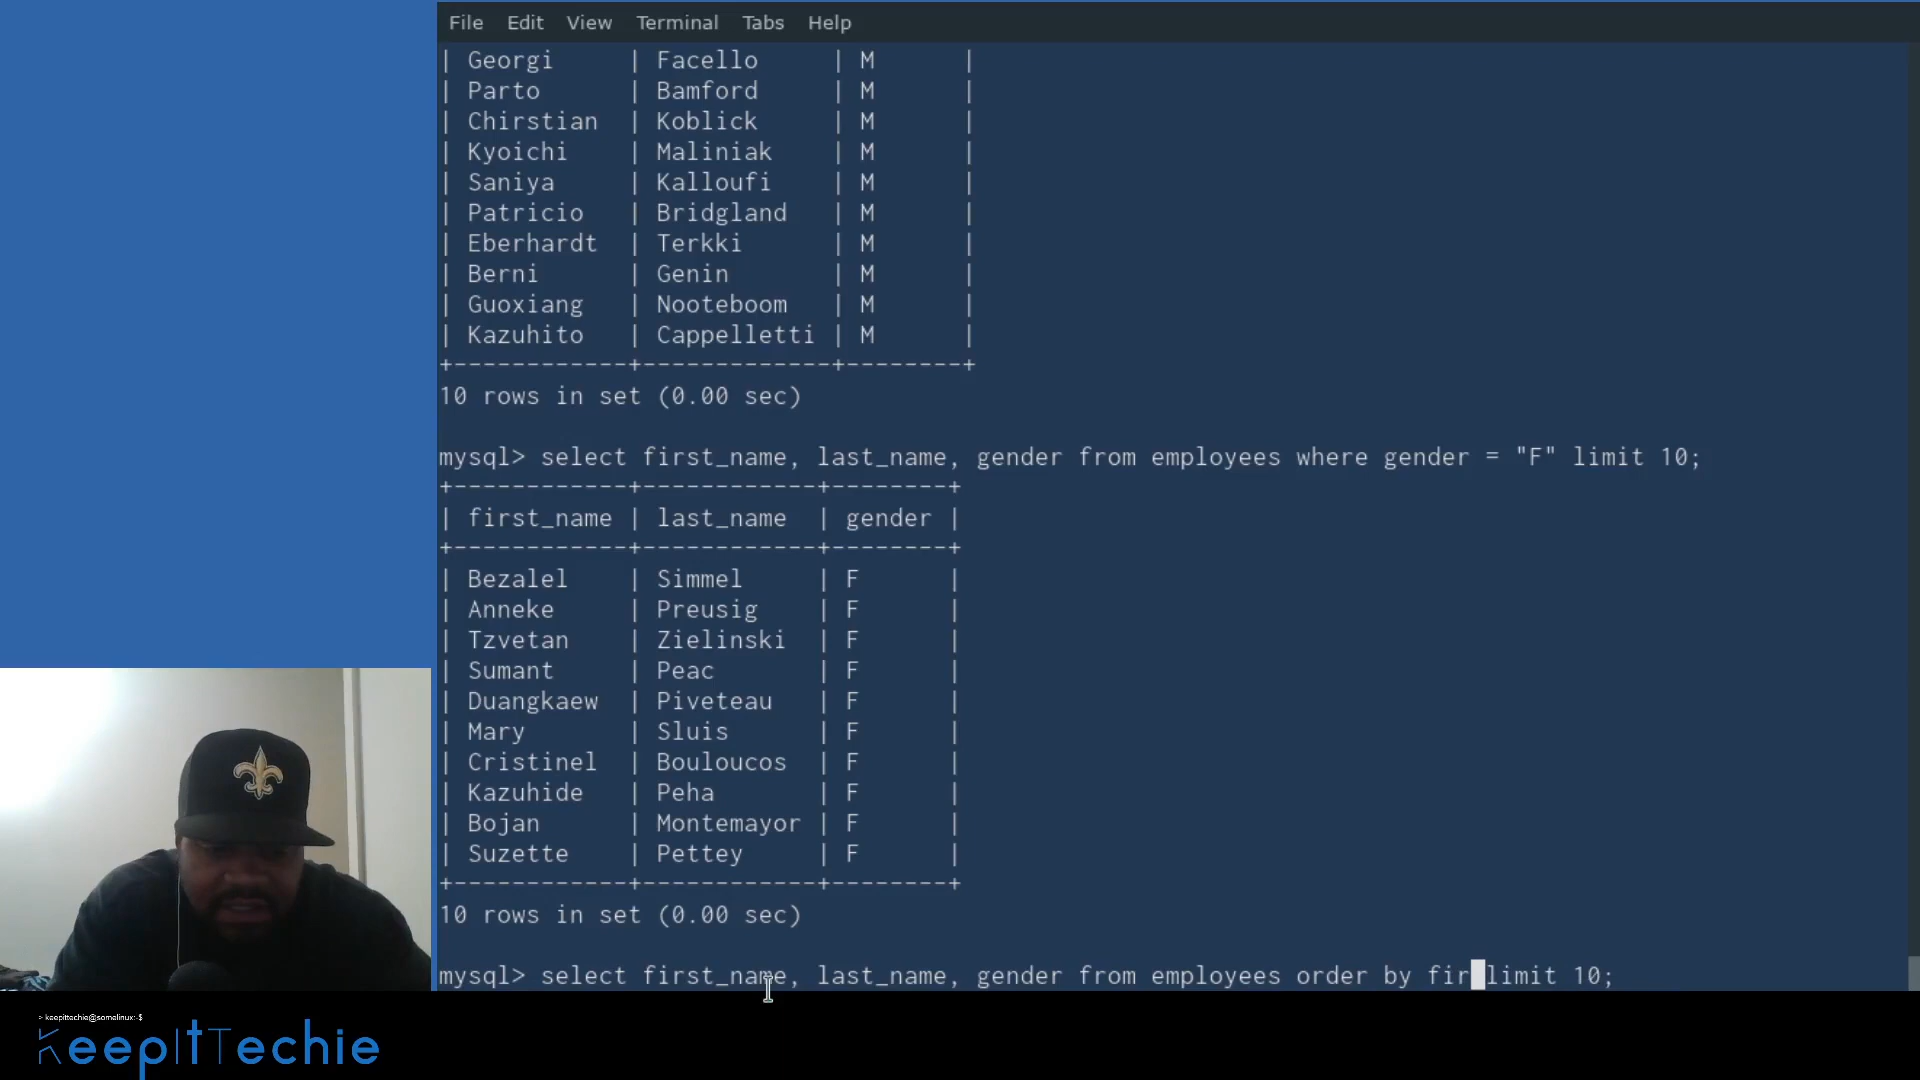 File Edit View Terminal Tabs Help
| Georgi | Facello | M |
| Parto | Bamford | M |
| Chirstian | Koblick | M |
| Kyoichi | Maliniak | M |
| Saniya | Kalloufi | M |
| Patricio | Bridgland | M |
| Eberhardt | Terkki | M |
| Berni | Genin | M |
| Guoxiang | Nooteboom | M |
| Kazuhito | Cappelletti | M |
+------------+-------------+--------+
10 rows in set (0.00 sec)
mysql> select first_name, last_name, gender from employees where gender = "F" limit 10;
+------------+------------+--------+
| first_name | last_name | gender |
+------------+------------+--------+
| Bezalel | Simmel | F |
| Anneke | Preusig | F |
| Tzvetan | Zielinski | F |
| Sumant | Peac | F |
| Duangkaew | Piveteau | F |
| Mary | Sluis | F |
| Cristinel | Bouloucos | F |
| Kazuhide | Peha | F |
| Bojan | Montemayor | F |
| Suzette | Pettey | F |
+------------+------------+--------+
10 rows in set (0.00 sec)
mysql> select first_name, last_name, gender from employees order by fir limit 10;
> keepittechie@somelinux:-$
KeepItTechie